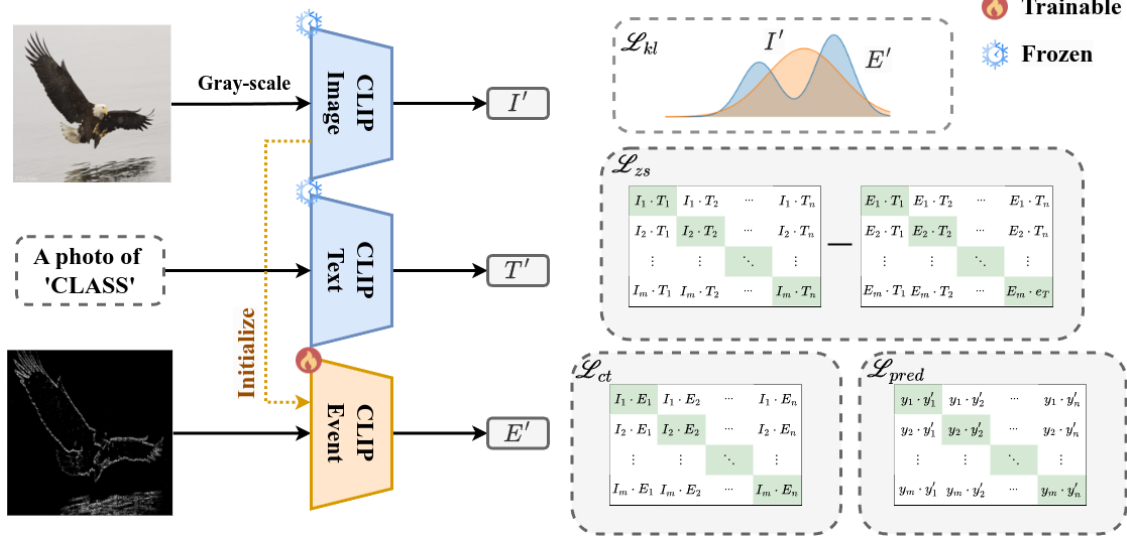 Trainable
Frozen
Gray-scale
CLIP
Image
I′
A photo of
'CLASS'
CLIP
Text
T′
Initialize
CLIP
Event
E′
ℒkl
I′
E′
ℒzs
I₁ · T₁ I₁ · T₂ ··· I₁ · Tₙ
I₂ · T₁ I₂ · T₂ ··· I₂ · Tₙ
⋮ ⋮ ⋱ ⋮
Iₘ · T₁ Iₘ · T₂ ··· Iₘ · Tₙ
—
E₁ · T₁ E₁ · T₂ ··· E₁ · Tₙ
E₂ · T₁ E₂ · T₂ ··· E₂ · Tₙ
⋮ ⋮ ⋱ ⋮
Eₘ · T₁ Eₘ · T₂ ··· Eₘ · e_T
ℒct
I₁ · E₁ I₁ · E₂ ··· I₁ · Eₙ
I₂ · E₁ I₂ · E₂ ··· I₂ · Eₙ
⋮ ⋮ ⋱ ⋮
Iₘ · E₁ Iₘ · E₂ ··· Iₘ · Eₙ
ℒpred
y₁ · y′₁ y₁ · y′₂ ··· y₁ · y′ₙ
y₂ · y′₁ y₂ · y′₂ ··· y₂ · y′ₙ
⋮ ⋮ ⋱ ⋮
yₘ · y′₁ yₘ · y′₂ ··· yₘ · y′ₙ